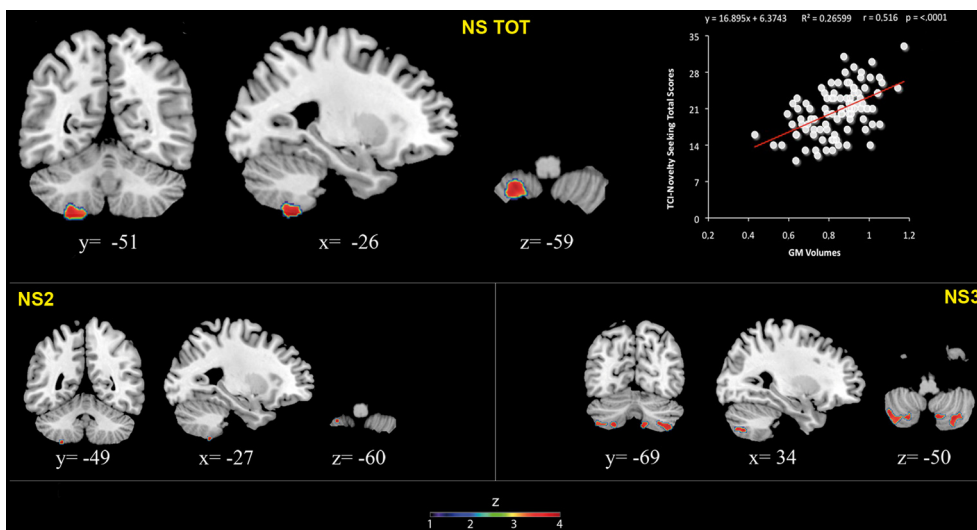 NS TOT
y = 16.895x + 6.3743 R² = 0.26599 r = 0,516 p = <.0001
TCI-Novelty Seeking Total Scores
35
28
21
14
7
0
0,2 0,4 0,6 0,8 1 1,2
GM Volumes
y= -51 x= -26 z= -59
NS2
y= -49 x= -27 z= -60
NS3
y= -69 x= 34 z= -50
z
1 2 3 4